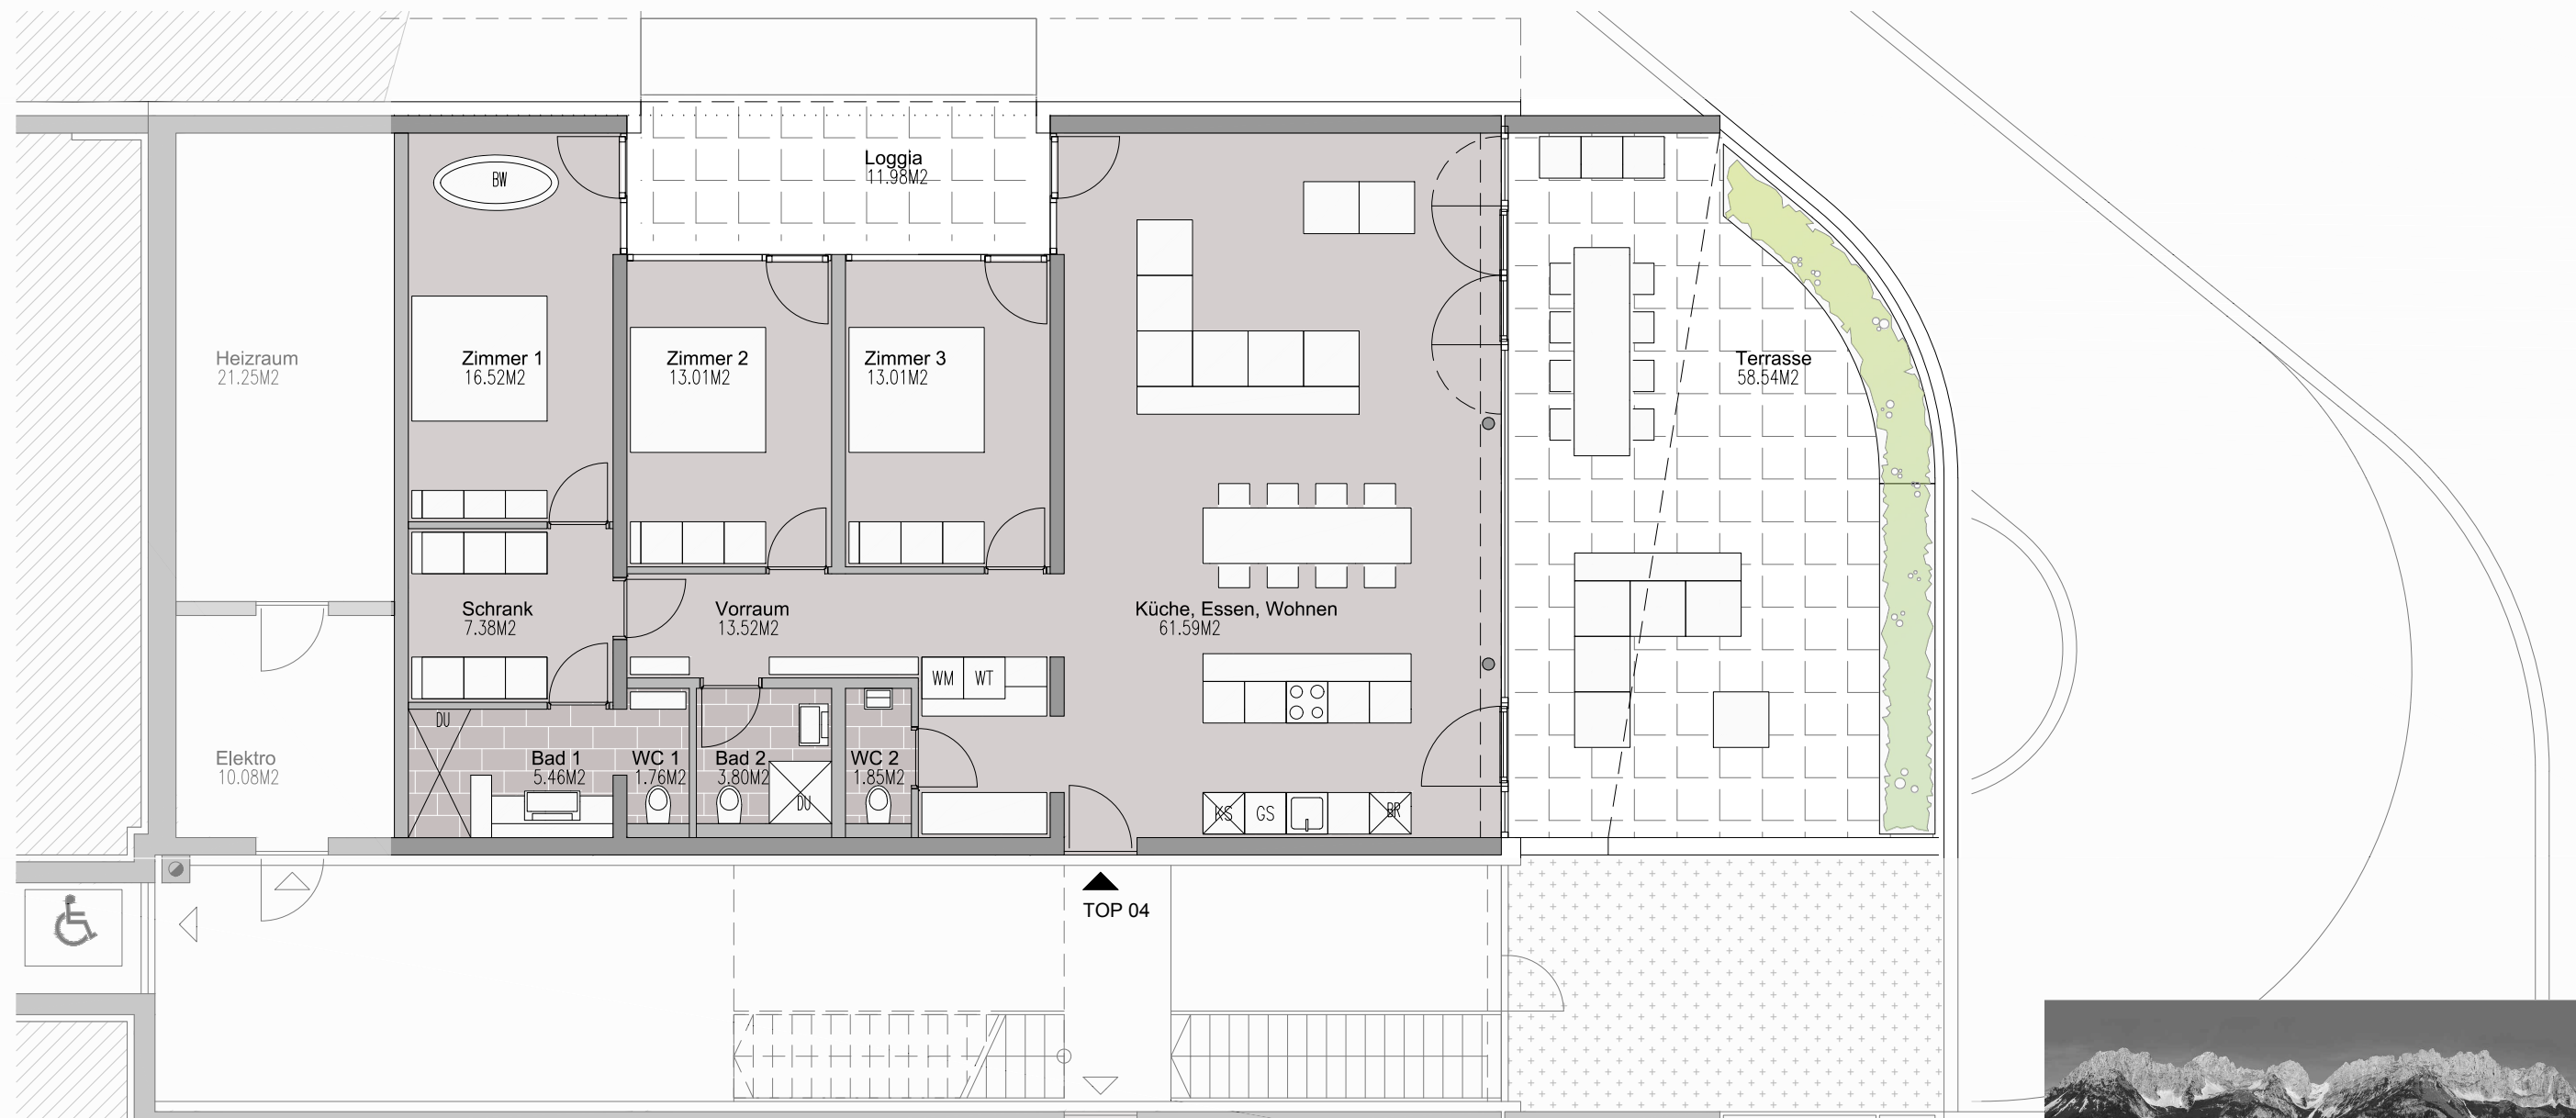 Loggia
11.98M2
BW
Heizraum
21.25M2
Zimmer 1
16.52M2
Zimmer 2
13.01M2
Zimmer 3
13.01M2
Terrasse
58.54M2
Schrank
7.38M2
Vorraum
13.52M2
Küche, Essen, Wohnen
61.59M2
WM
WT
DU
Elektro
10.08M2
Bad 1
5.46M2
WC 1
1.76M2
Bad 2
3.80M2
WC 2
1.85M2
DU
KS
GS
BR
TOP 04